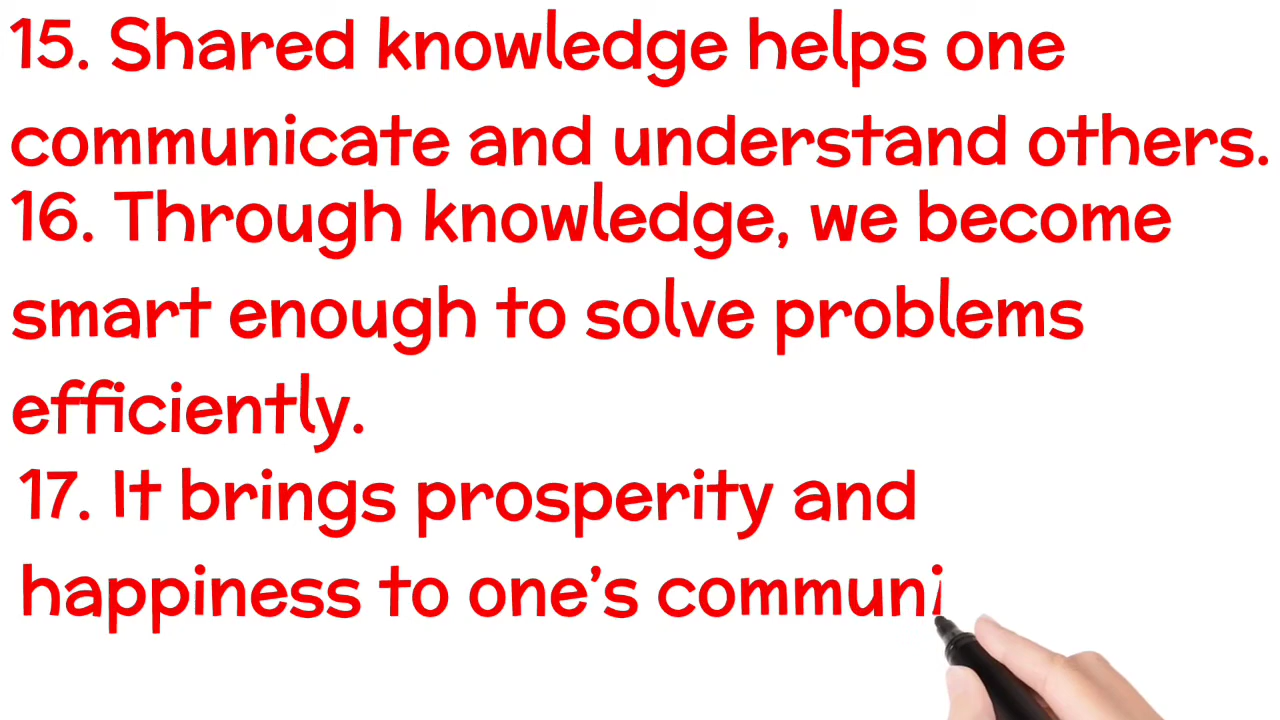 15. Shared knowledge helps one
communicate and understand others.
16. Through knowledge, we become
smart enough to solve problems
efficiently.
17. It brings prosperity and
happiness to one's communi